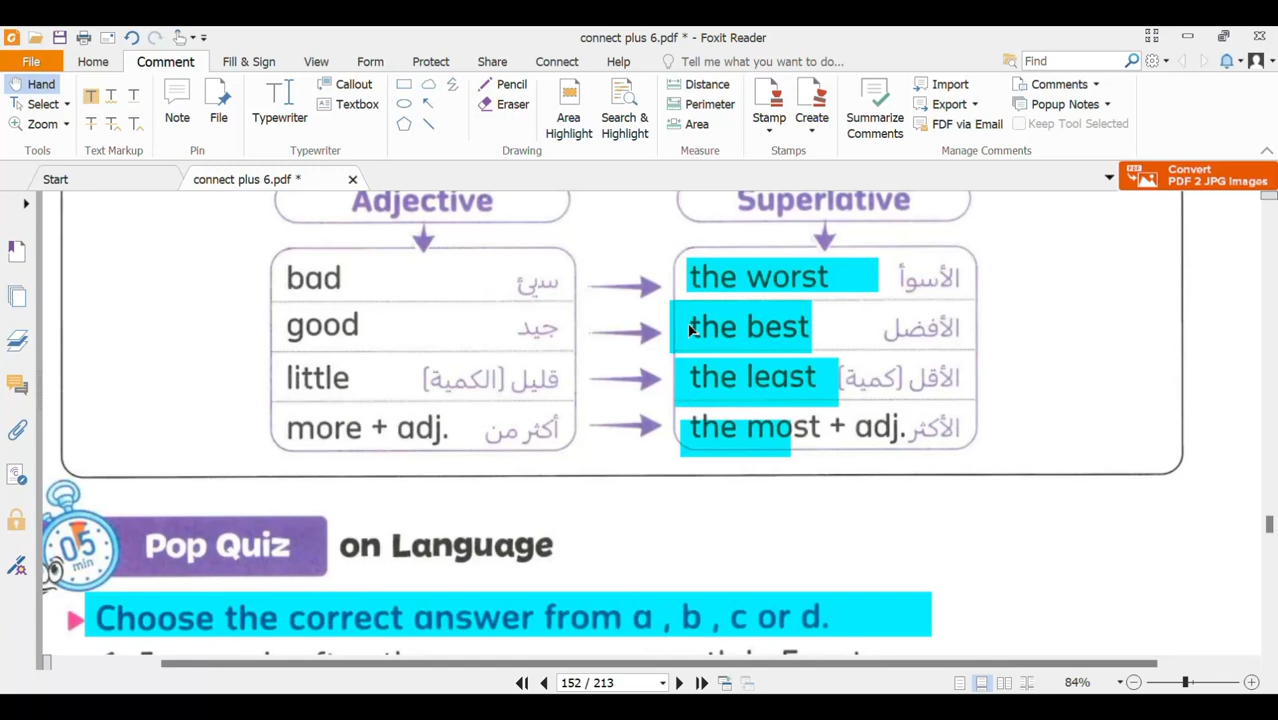 connect plus 6.pdf * - Foxit Reader
File Home Comment Fill & Sign View Form Protect Share Connect Help Tell me what you want to do... Find
Hand
Select
Zoom
Tools
Text Markup
Note
File
Pin
Typewriter
Callout
Textbox
Typewriter
Pencil
Eraser
Drawing
Area Highlight
Search & Highlight
Distance
Perimeter
Area
Measure
Stamp
Create
Stamps
Summarize Comments
Import
Export
FDF via Email
Comments
Popup Notes
Keep Tool Selected
Manage Comments
Start
connect plus 6.pdf *
Convert
PDF 2 JPG Images
Adjective Superlative
bad سيئ the worst الأسوأ
good جيد the best الأفضل
little قليل (الكمية) the least الأقل (كمية)
more + adj. أكثر من the most + adj. الأكثر
05 min
Pop Quiz on Language
Choose the correct answer from a , b , c or d.
152 / 213
84%